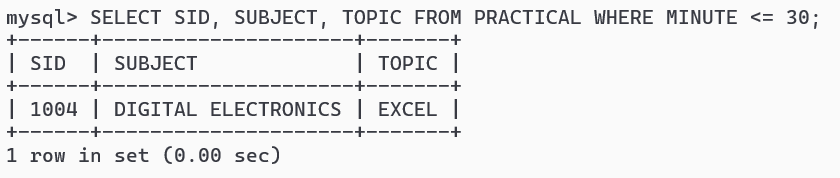 mysql> SELECT SID, SUBJECT, TOPIC FROM PRACTICAL WHERE MINUTE <= 30;
+------+---------------------+-------+
| SID  | SUBJECT             | TOPIC |
+------+---------------------+-------+
| 1004 | DIGITAL ELECTRONICS | EXCEL |
+------+---------------------+-------+
1 row in set (0.00 sec)